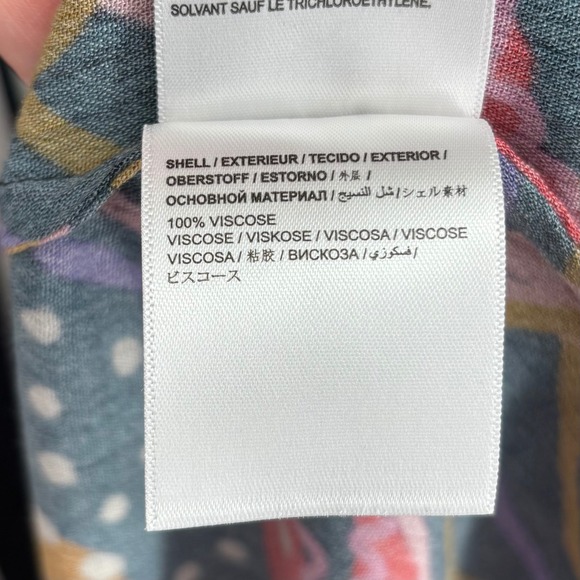 SOLVANT SAUF LE TRICHLOROÉTHYLÈNE.
SHELL / EXTERIEUR / TECIDO / EXTERIOR /
OBERSTOFF / ESTORNO / 外层 /
ОСНОВНОЙ МАТЕРИАЛ / شل النسيج / シェル素材
100% VISCOSE
VISCOSE / VISKOSE / VISCOSA / VISCOSE
VISCOSA / 粘胶 / ВИСКОЗА / فسكوزي /
ビスコース